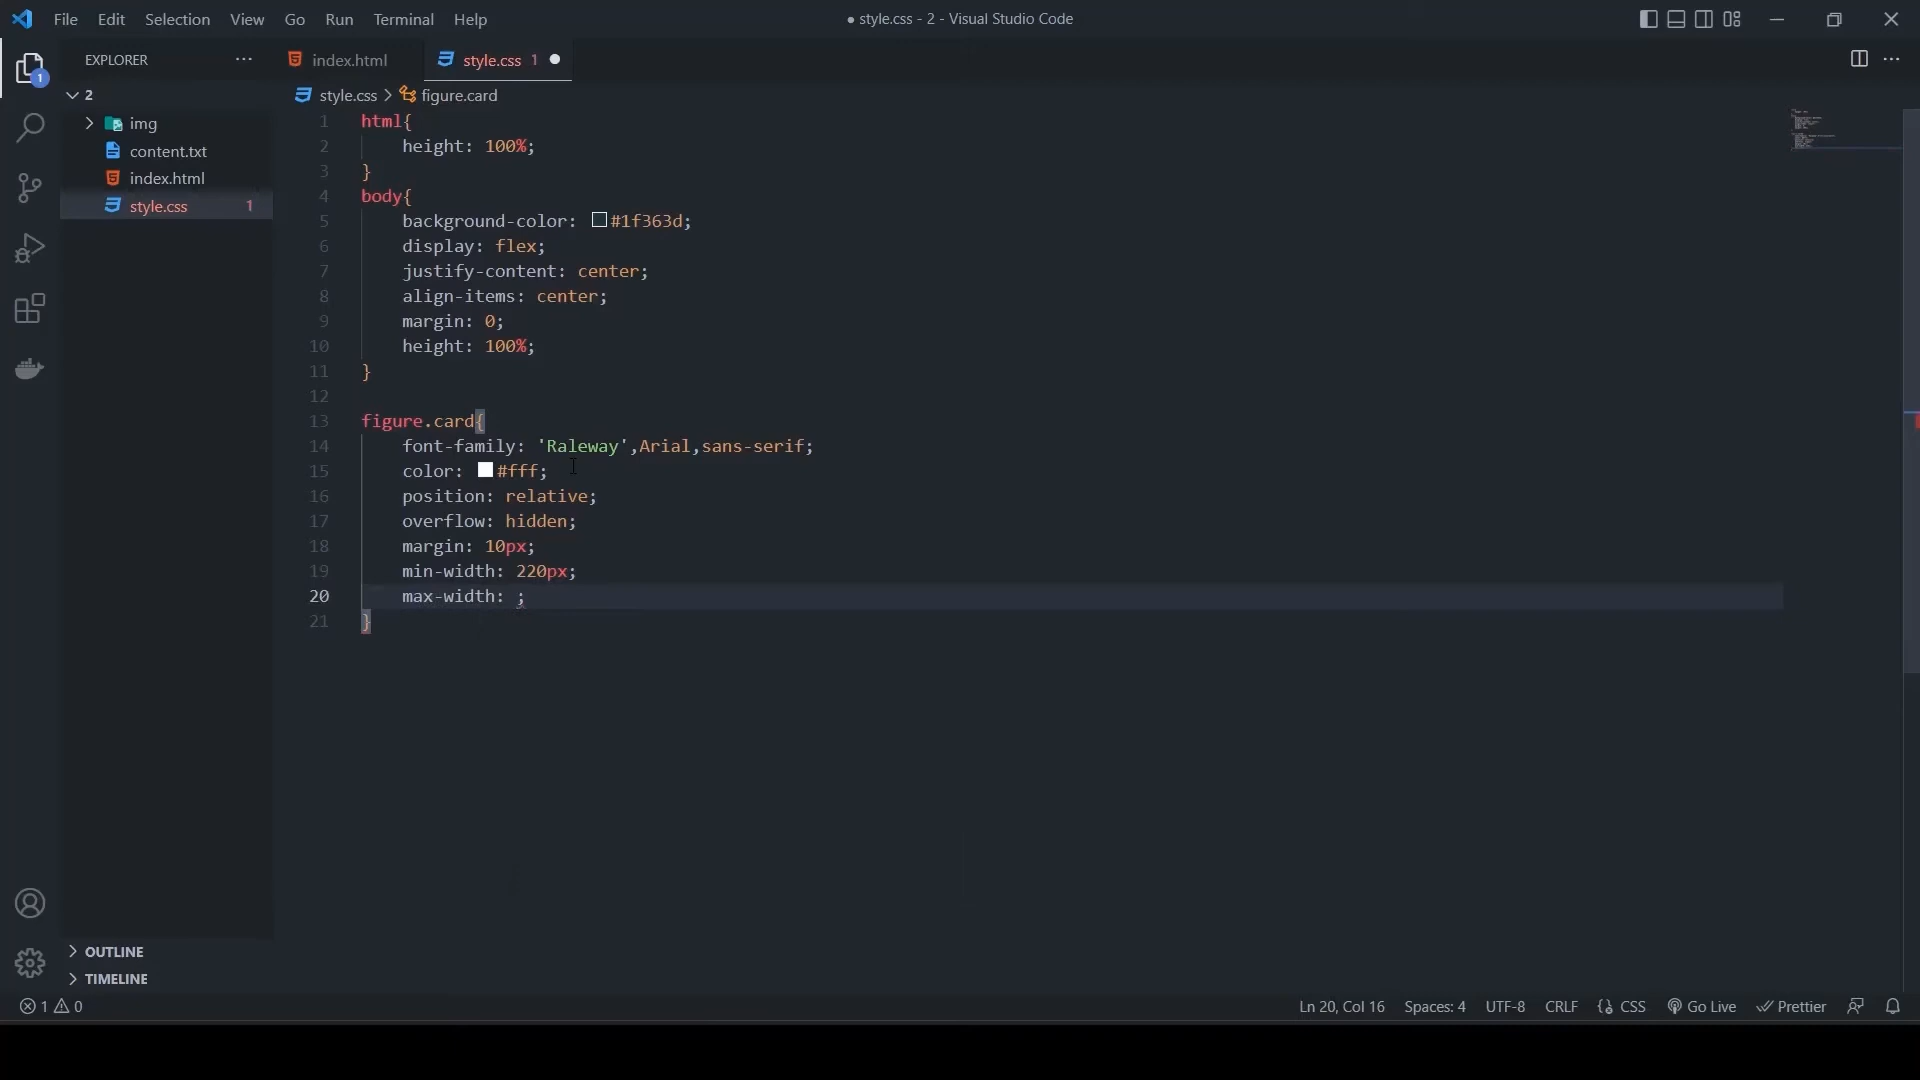 File Edit Selection View Go Run Terminal Help
● style.css - 2 - Visual Studio Code
EXPLORER ···
index.html
style.css 1 ●
···
2
style.css > figure.card
img
content.txt
index.html
style.css 1
1 html{
2 height: 100%;
3 }
4 body{
5 background-color: #1f363d;
6 display: flex;
7 justify-content: center;
8 align-items: center;
9 margin: 0;
10 height: 100%;
11 }
12
13 figure.card{
14 font-family: 'Raleway',Arial,sans-serif;
15 color: #fff;
16 position: relative;
17 overflow: hidden;
18 margin: 10px;
19 min-width: 220px;
20 max-width: ;
21 }
1
OUTLINE
TIMELINE
1 0
Ln 20, Col 16 Spaces: 4 UTF-8 CRLF {} CSS Go Live Prettier